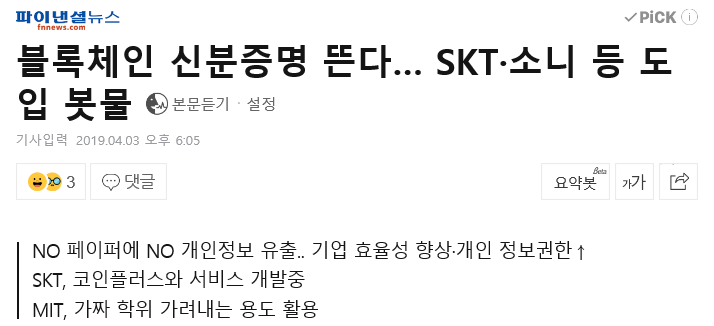 파이낸셜뉴스
fnnews.com
PiCK
블록체인 신분증명 뜬다… SKT·소니 등 도
입 봇물 본문듣기 · 설정
기사입력 2019.04.03 오후 6:05
3 댓글 요약봇 Beta 가가
NO 페이퍼에 NO 개인정보 유출.. 기업 효율성 향상·개인 정보권한↑
SKT, 코인플러스와 서비스 개발중
MIT, 가짜 학위 가려내는 용도 활용